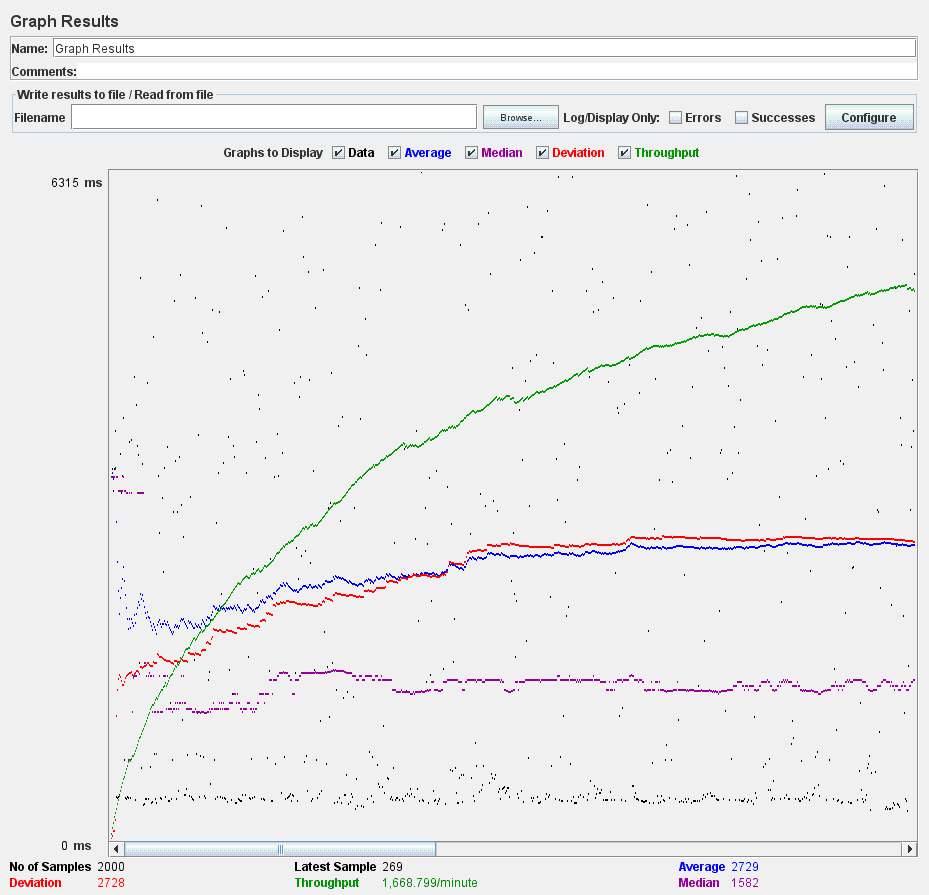 Graph Results
Name: Graph Results
Comments:
Write results to file / Read from file
Filename Browse... Log/Display Only: Errors Successes Configure
Graphs to Display Data Average Median Deviation Throughput
6315 ms
0 ms
No of Samples 2000 Latest Sample 269 Average 2729
Deviation 2728 Throughput 1,668.799/minute Median 1582